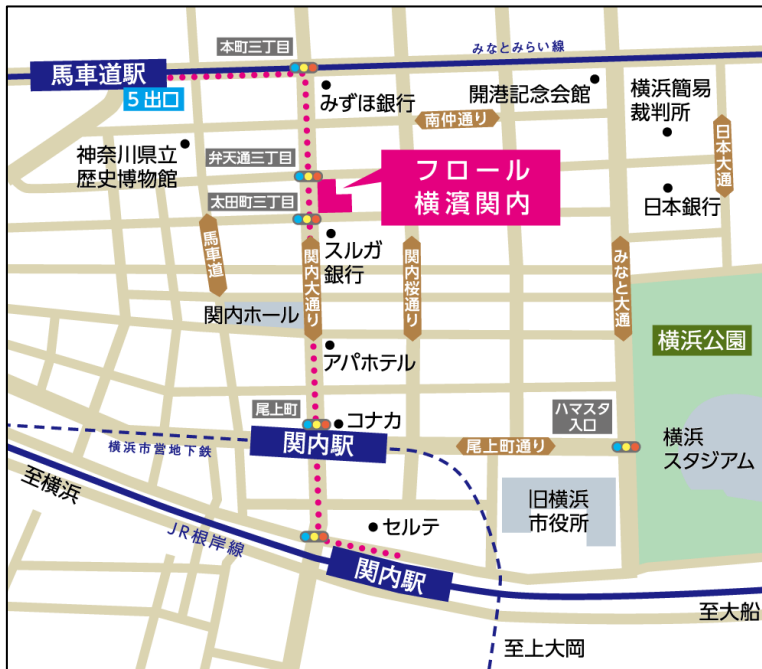 本町三丁目
みなとみらい線
馬車道駅
5出口
みずほ銀行
開港記念会館
横浜簡易
裁判所
南仲通り
日本大通
神奈川県立
歴史博物館
弁天通三丁目
フロール
横濱関内
太田町三丁目
日本銀行
馬車道
スルガ
銀行
関内大通り
関内桜通り
みなと大通
関内ホール
横浜公園
アパホテル
尾上町
コナカ
ハマスタ
入口
横浜市営地下鉄
関内駅
尾上町通り
横浜
スタジアム
至横浜
旧横浜
市役所
JR根岸線
セルテ
関内駅
至大船
至上大岡